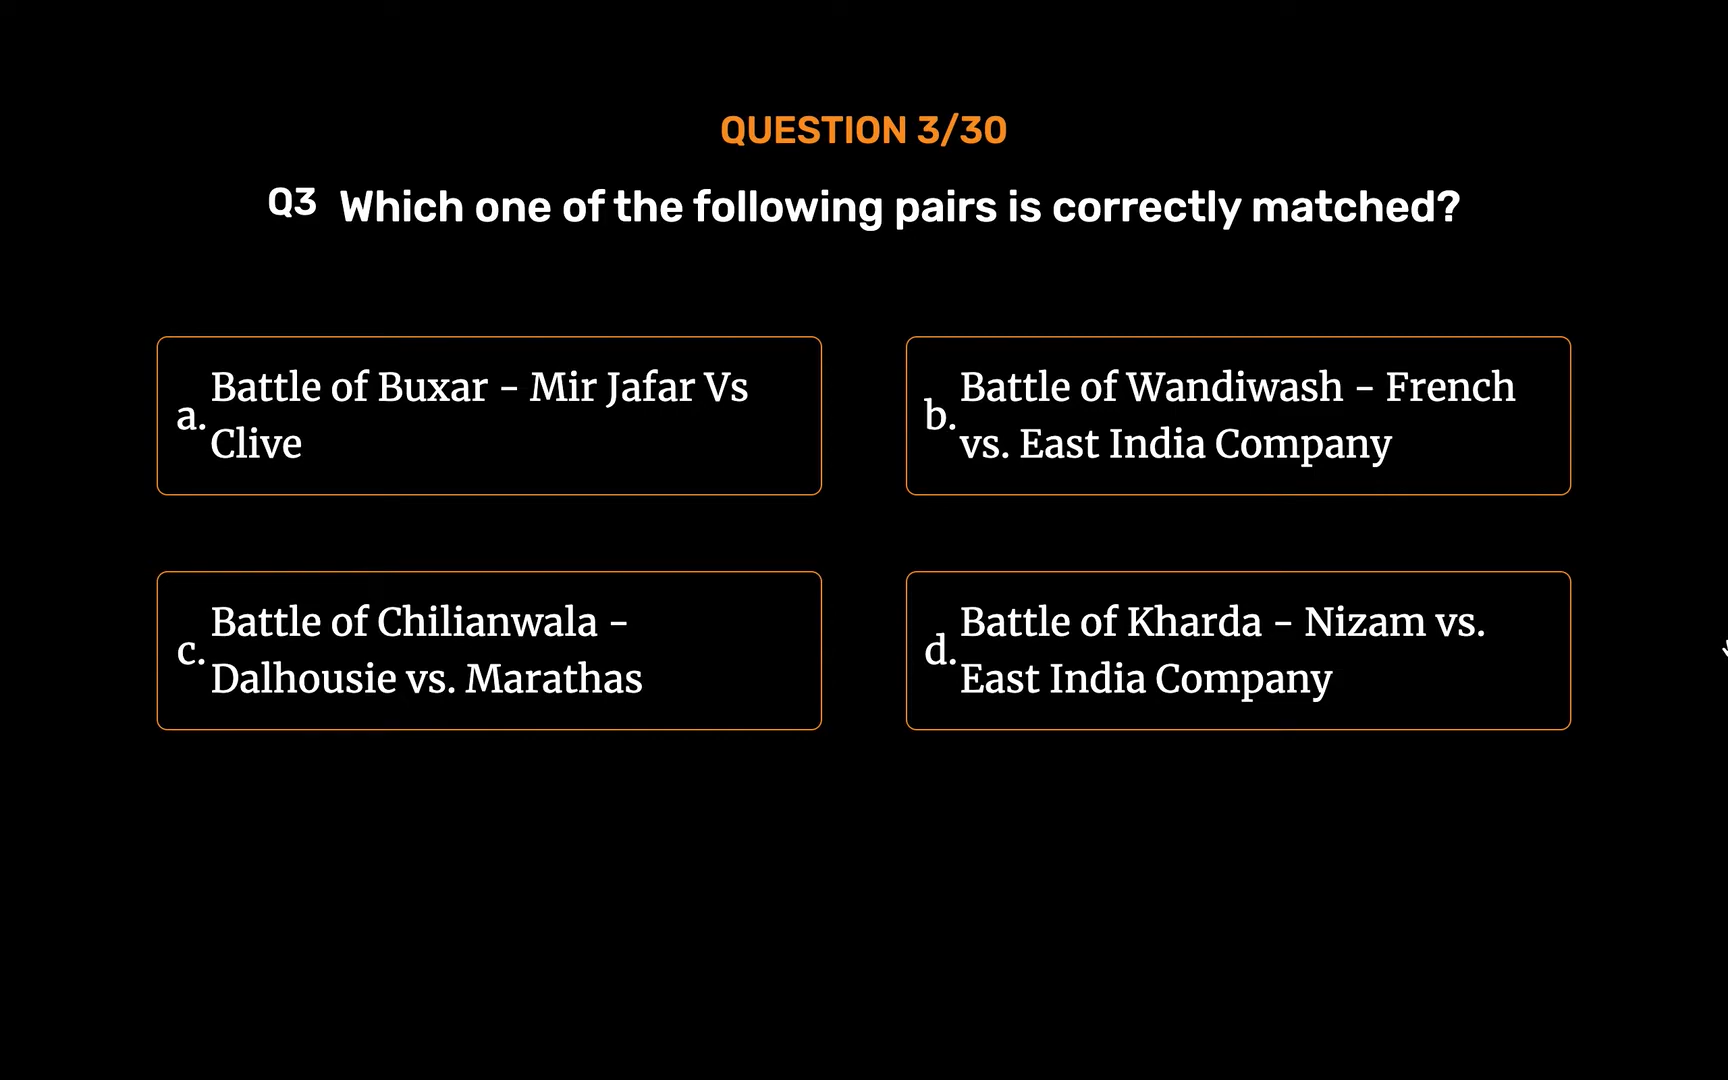 QUESTION 3/30
Q3 Which one of the following pairs is correctly matched?
a. Battle of Buxar - Mir Jafar Vs
Clive
b. Battle of Wandiwash - French
vs. East India Company
c. Battle of Chilianwala -
Dalhousie vs. Marathas
d. Battle of Kharda - Nizam vs.
East India Company